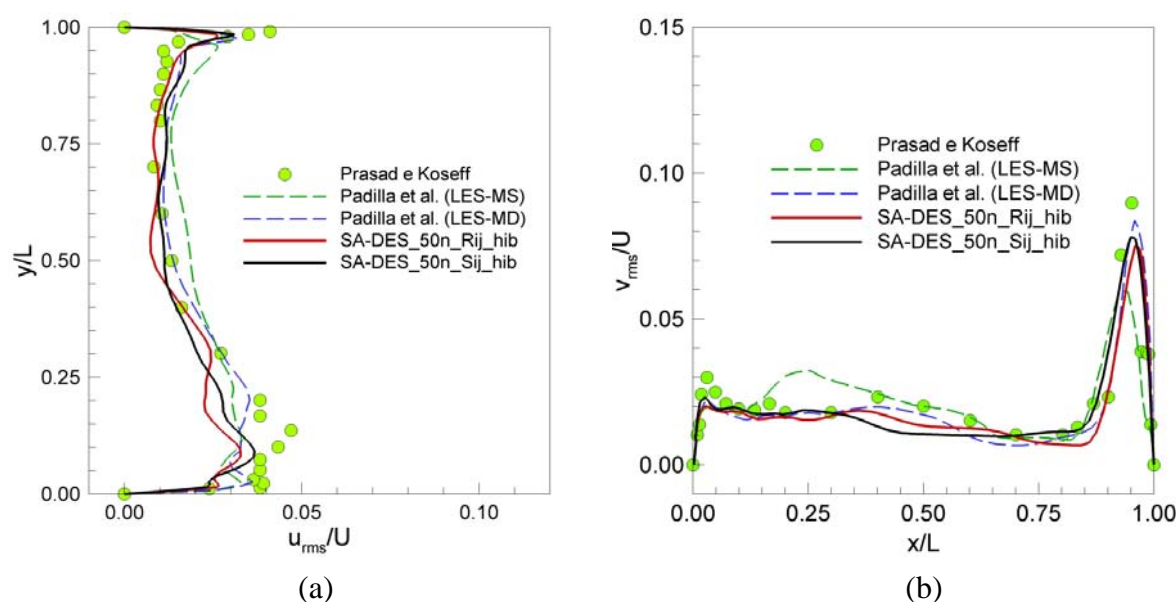 1.00
0.75
0.50
0.25
0.00
y/L
Prasad e Koseff
Padilla et al. (LES-MS)
Padilla et al. (LES-MD)
SA-DES_50n_Rij_hib
SA-DES_50n_Sij_hib
0.00 0.05 0.10
u_rms/U
(a)
0.15
0.10
0.05
0.00
v_rms/U
Prasad e Koseff
Padilla et al. (LES-MS)
Padilla et al. (LES-MD)
SA-DES_50n_Rij_hib
SA-DES_50n_Sij_hib
0.00 0.25 0.50 0.75 1.00
x/L
(b)